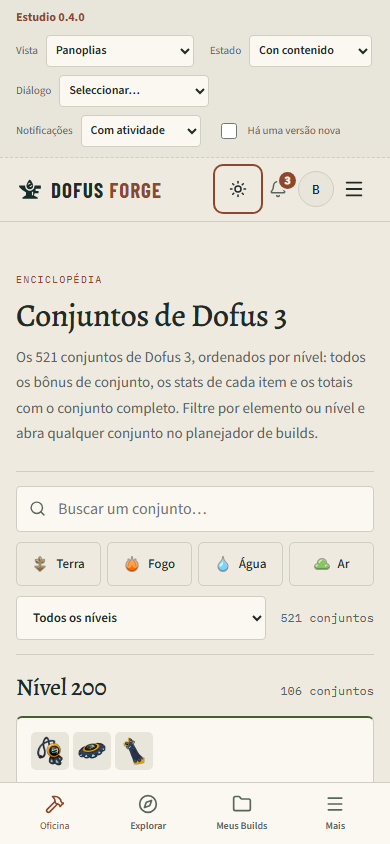 Estudio 0.4.0
Vista Panoplias Estado Con contenido
Diálogo Seleccionar...
Notificações Com atividade Há uma versão nova
DOFUS FORGE 3 B
ENCICLOPÉDIA
Conjuntos de Dofus 3
Os 521 conjuntos de Dofus 3, ordenados por nível: todos
os bônus de conjunto, os stats de cada item e os totais
com o conjunto completo. Filtre por elemento ou nível e
abra qualquer conjunto no planejador de builds.
Buscar um conjunto...
Terra Fogo Água Ar
Todos os níveis 521 conjuntos
Nível 200 106 conjuntos
Oficina Explorar Meus Builds Mais